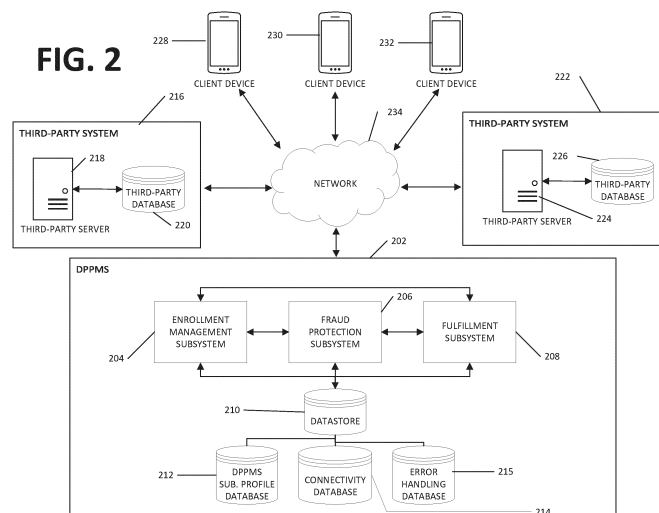 FIG. 2
228
230
232
CLIENT DEVICE
CLIENT DEVICE
CLIENT DEVICE
216
234
222
THIRD-PARTY SYSTEM
218
THIRD-PARTY
DATABASE
220
THIRD-PARTY SERVER
NETWORK
THIRD-PARTY SYSTEM
226
THIRD-PARTY
DATABASE
224
THIRD-PARTY SERVER
202
DPPMS
206
ENROLLMENT
MANAGEMENT
SUBSYSTEM
204
FRAUD
PROTECTION
SUBSYSTEM
FULFILLMENT
SUBSYSTEM
208
210
DATASTORE
212
DPPMS
SUB. PROFILE
DATABASE
CONNECTIVITY
DATABASE
ERROR
HANDLING
DATABASE
215
214